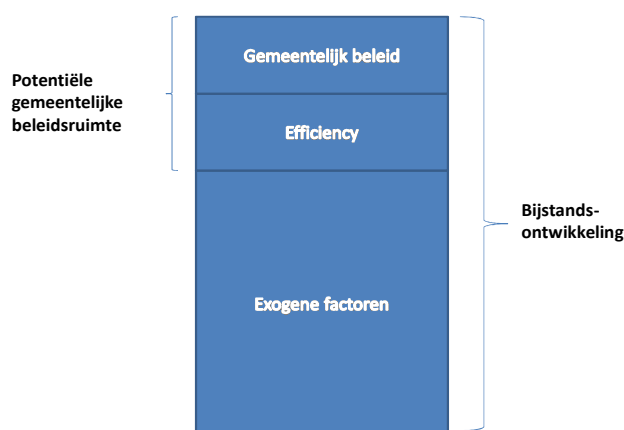 Potentiële
gemeentelijke
beleidsruimte
Gemeentelijk beleid
Efficiency
Exogene factoren
Bijstands-
ontwikkeling